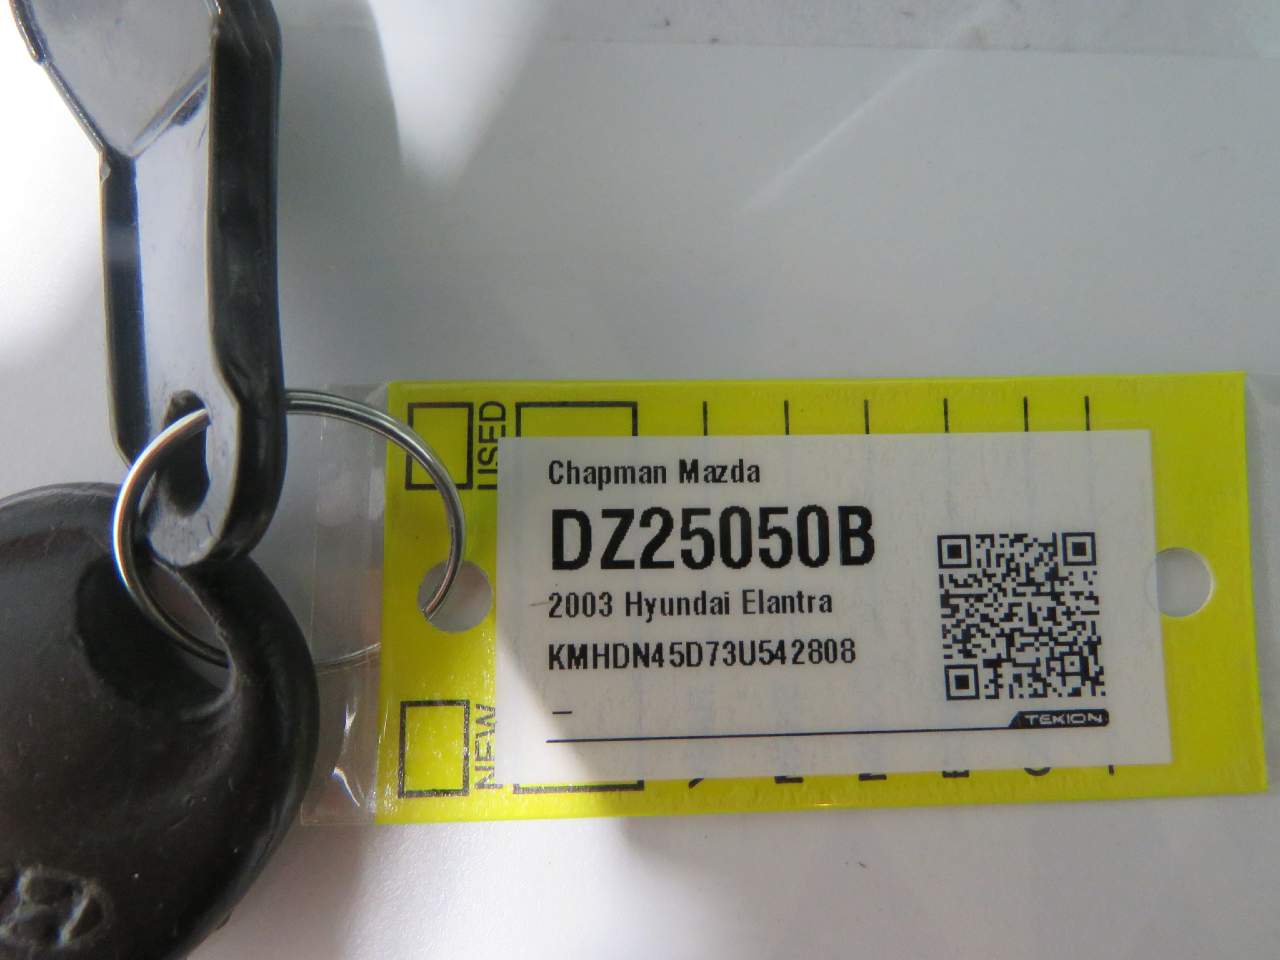 USED
Chapman Mazda
DZ25050B
2003 Hyundai Elantra
KMHDN45D73U542808
–
TEKION
NEW